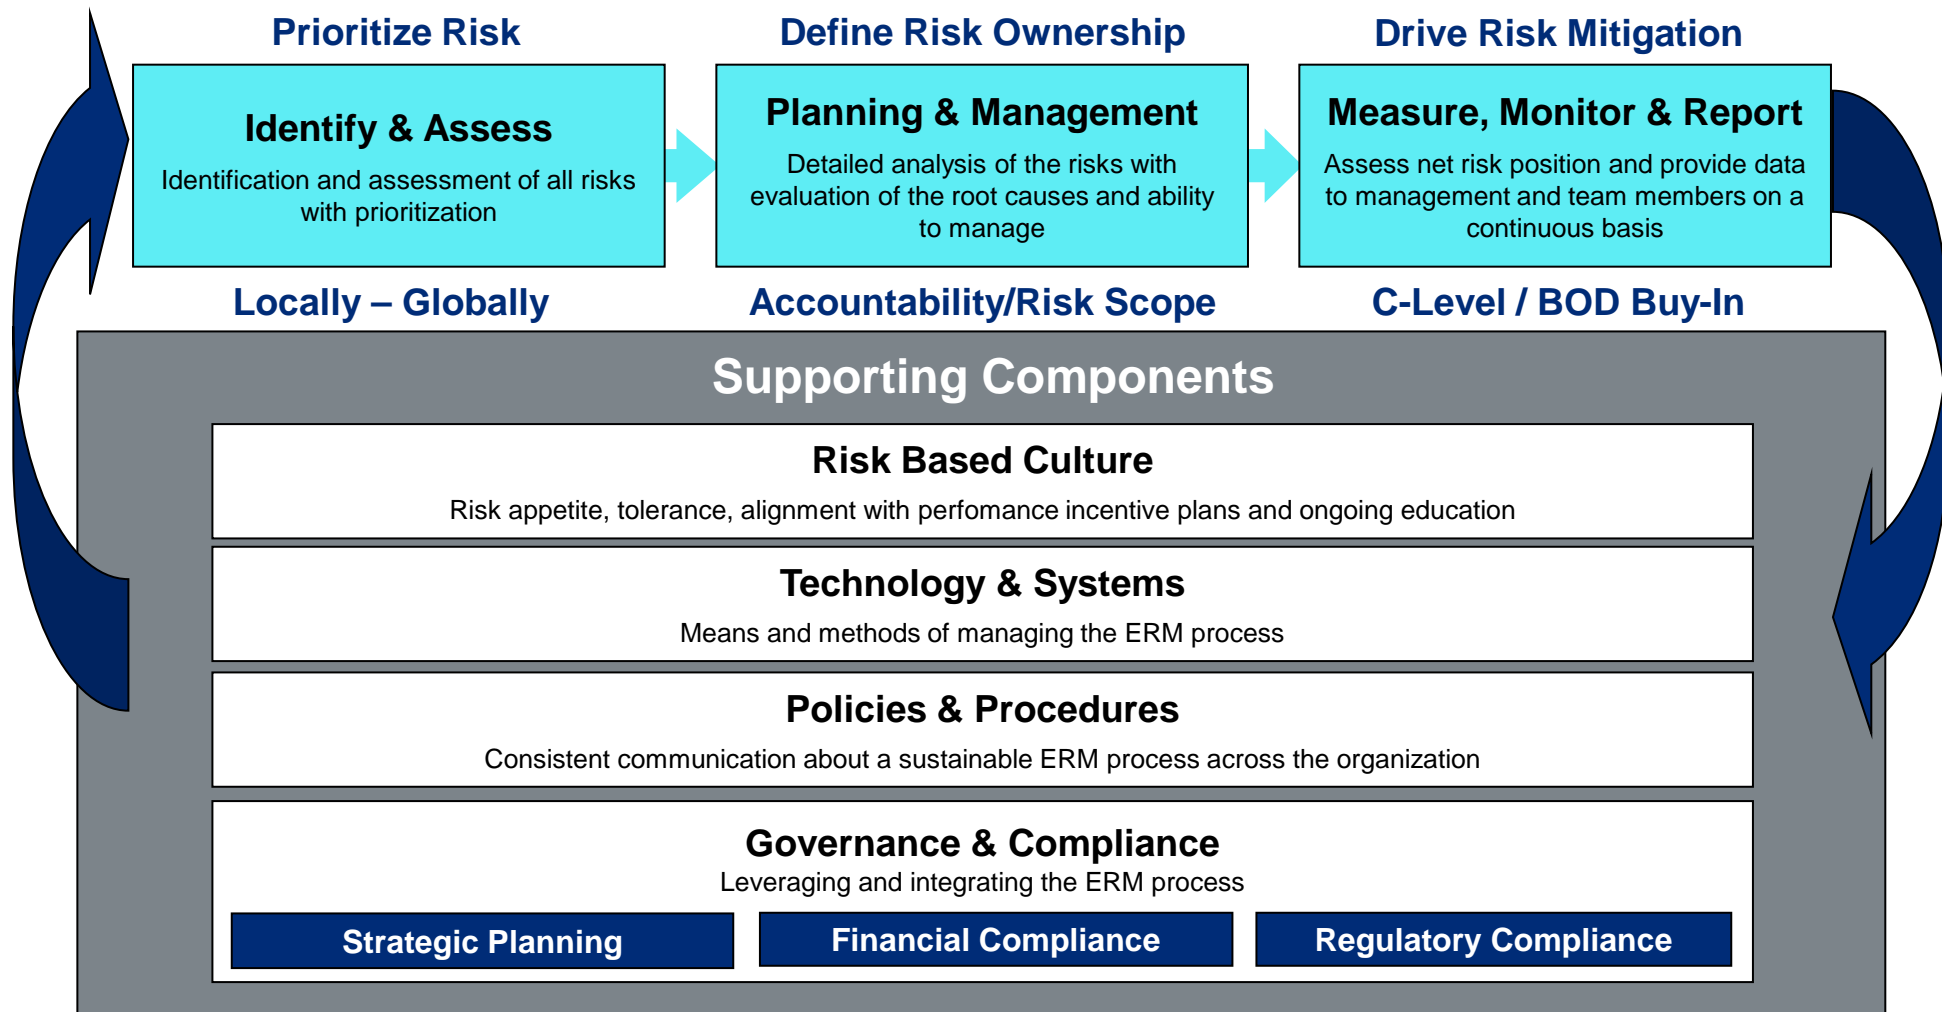 Prioritize Risk
Define Risk Ownership
Drive Risk Mitigation
Identify & Assess
Identification and assessment of all risks
with prioritization
Planning & Management
Detailed analysis of the risks with
evaluation of the root causes and ability
to manage
Measure, Monitor & Report
Assess net risk position and provide data
to management and team members on a
continuous basis
Locally – Globally
Accountability/Risk Scope
C-Level / BOD Buy-In
Supporting Components
Risk Based Culture
Risk appetite, tolerance, alignment with perfomance incentive plans and ongoing education
Technology & Systems
Means and methods of managing the ERM process
Policies & Procedures
Consistent communication about a sustainable ERM process across the organization
Governance & Compliance
Leveraging and integrating the ERM process
Strategic Planning
Financial Compliance
Regulatory Compliance